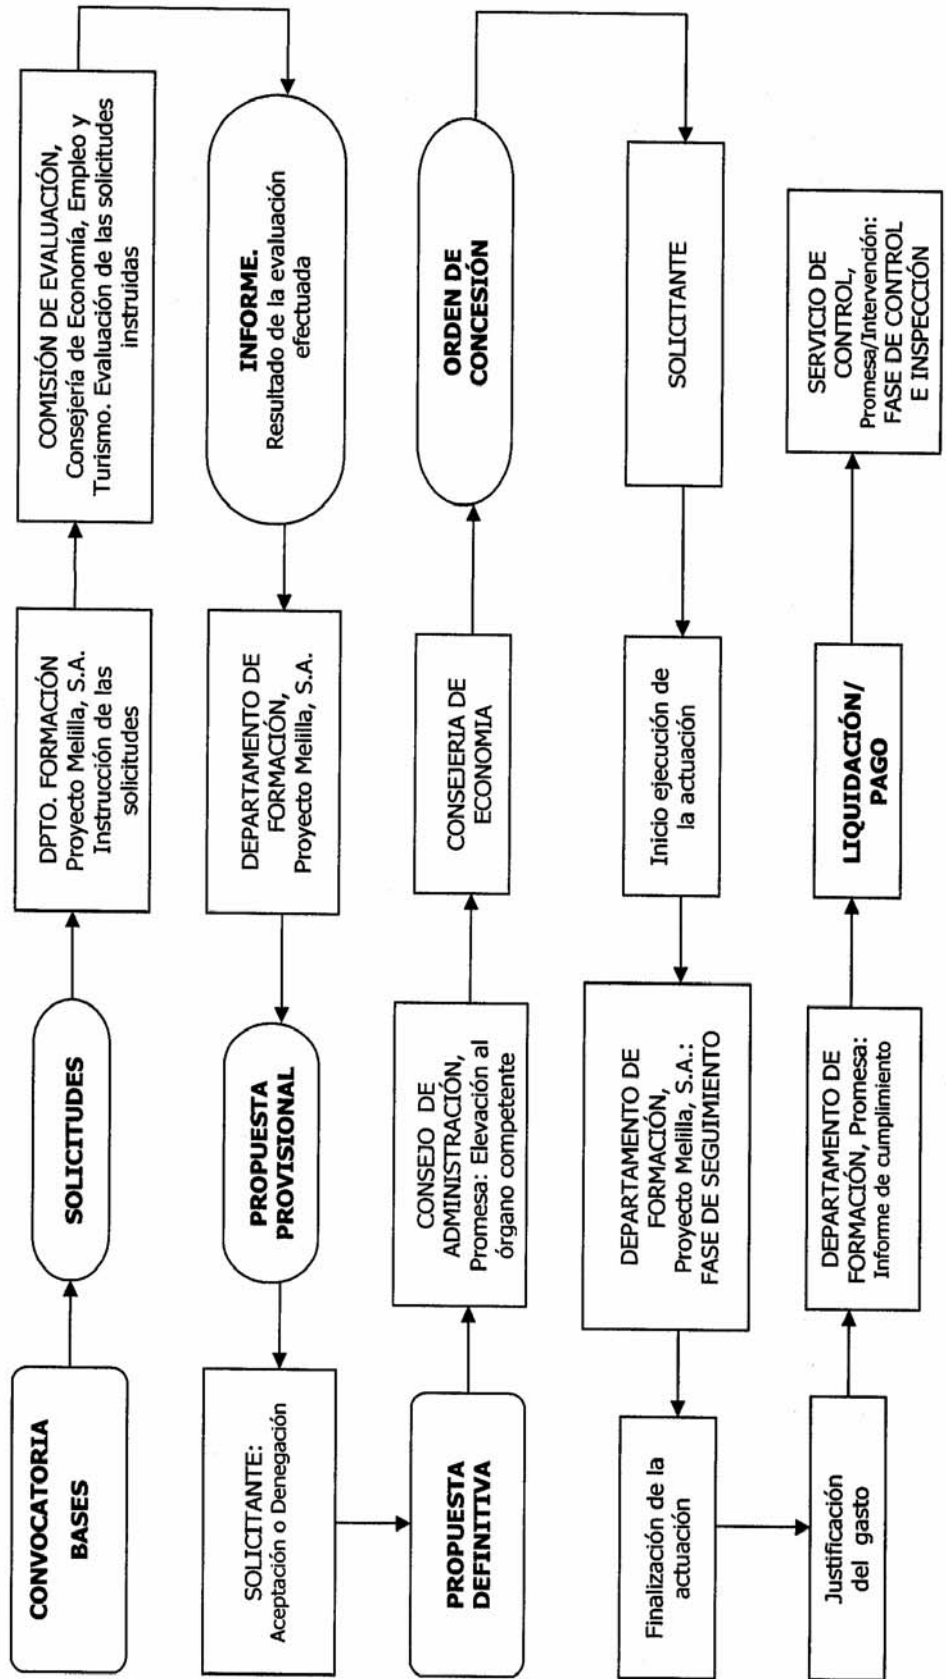 CONVOCATORIA
BASES
SOLICITUDES
DPTO. FORMACIÓN
Proyecto Melilla, S.A.
Instrucción de las
solicitudes
COMISIÓN DE EVALUACIÓN,
Consejería de Economía, Empleo y
Turismo. Evaluación de las solicitudes
instruidas
INFORME.
Resultado de la evaluación
efectuada
DEPARTAMENTO DE
FORMACIÓN,
Proyecto Melilla, S.A.
PROPUESTA
PROVISIONAL
SOLICITANTE:
Aceptación o Denegación
PROPUESTA
DEFINITIVA
CONSEJO DE
ADMINISTRACIÓN,
Promesa: Elevación al
órgano competente
CONSEJERIA DE
ECONOMIA
ORDEN DE
CONCESIÓN
SOLICITANTE
Inicio ejecución de
la actuación
DEPARTAMENTO DE
FORMACIÓN,
Proyecto Melilla, S.A.:
FASE DE SEGUIMIENTO
Finalización de la
actuación
Justificación
del gasto
DEPARTAMENTO DE
FORMACIÓN, Promesa:
Informe de cumplimiento
LIQUIDACIÓN/
PAGO
SERVICIO DE
CONTROL,
Promesa/Intervención:
FASE DE CONTROL
E INSPECCIÓN